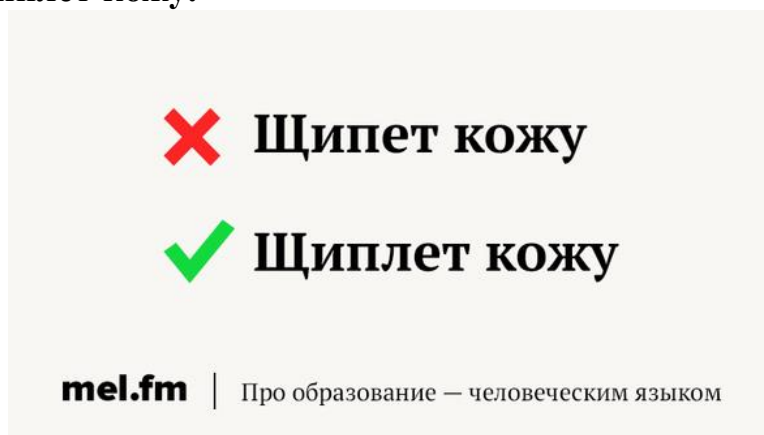 Щипет кожу
Щиплет кожу
mel.fm | Про образование — человеческим языком